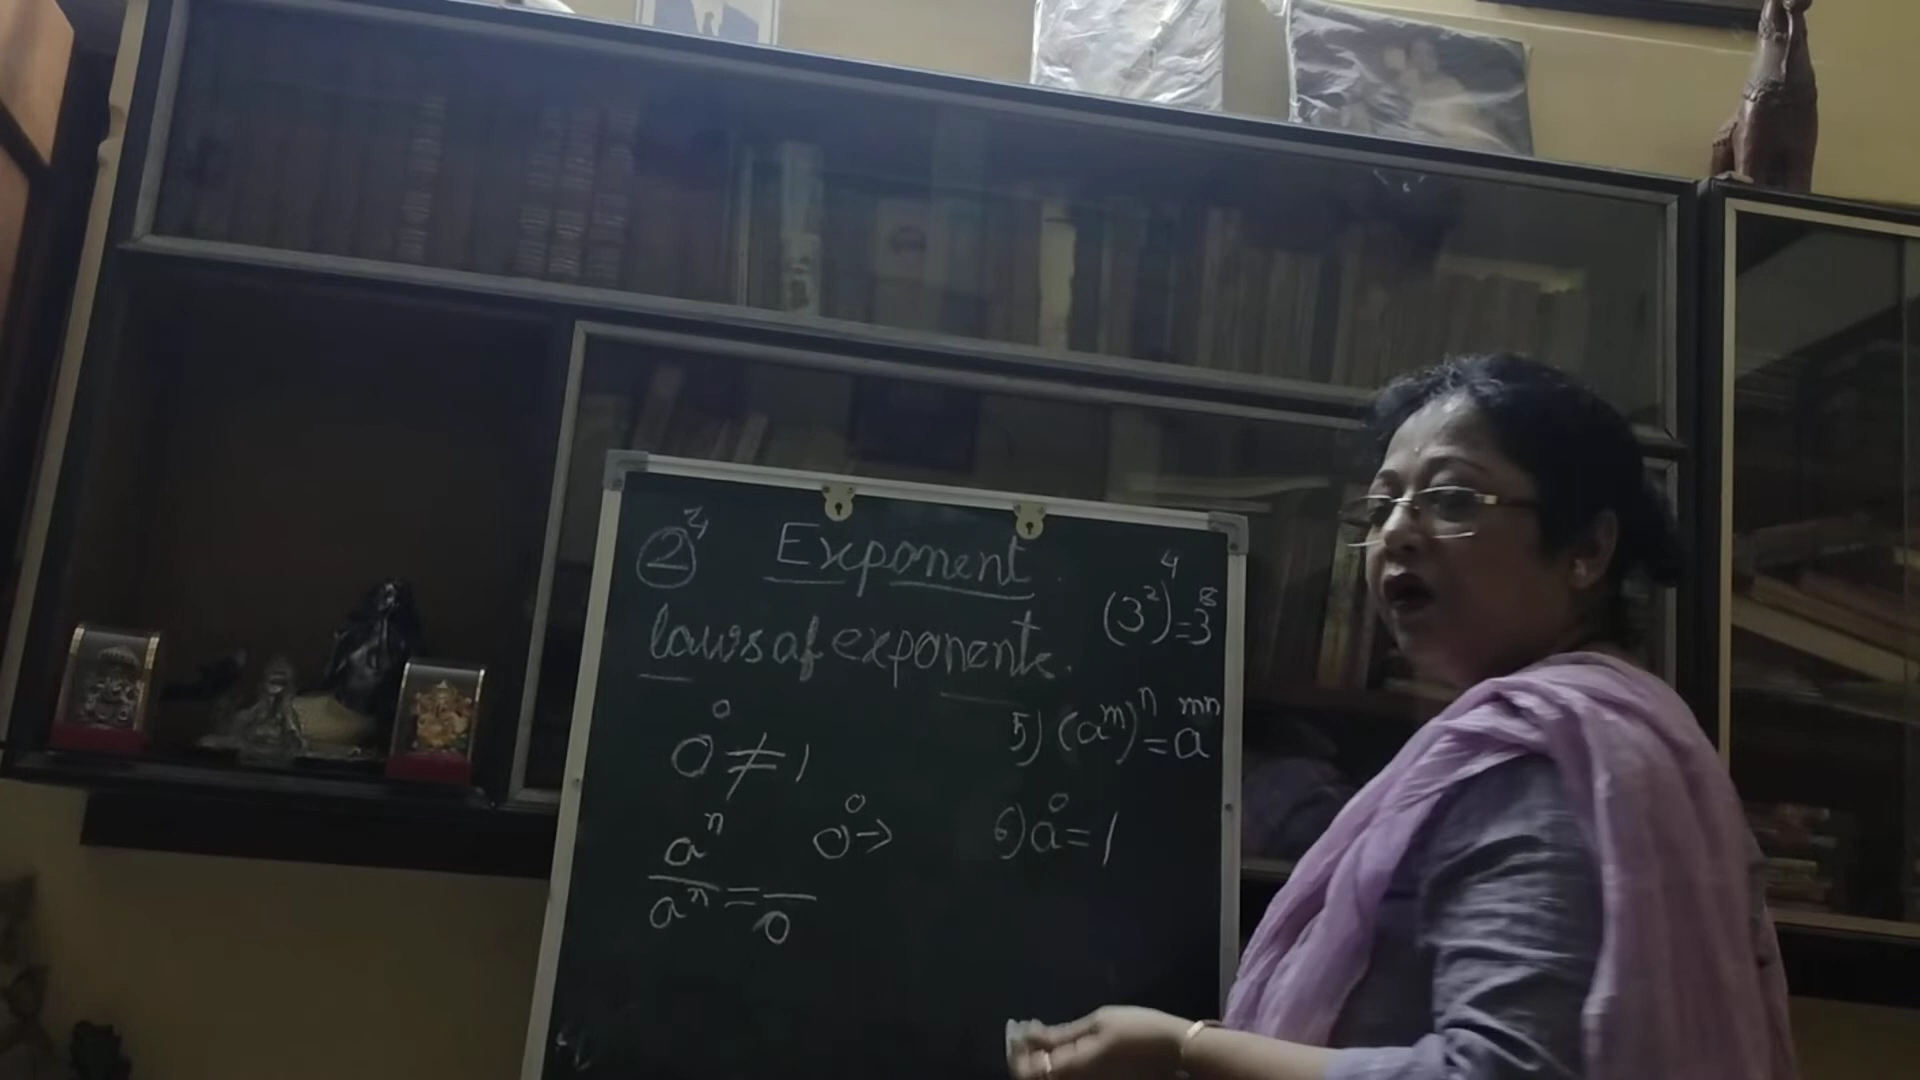 2⁴ Exponent
(3²)⁴=3⁸
laws of exponents.
0⁰≠1
5) (aᵐ)ⁿ=aᵐⁿ
aⁿ/aⁿ= /0
0⁰→
6) a⁰=1